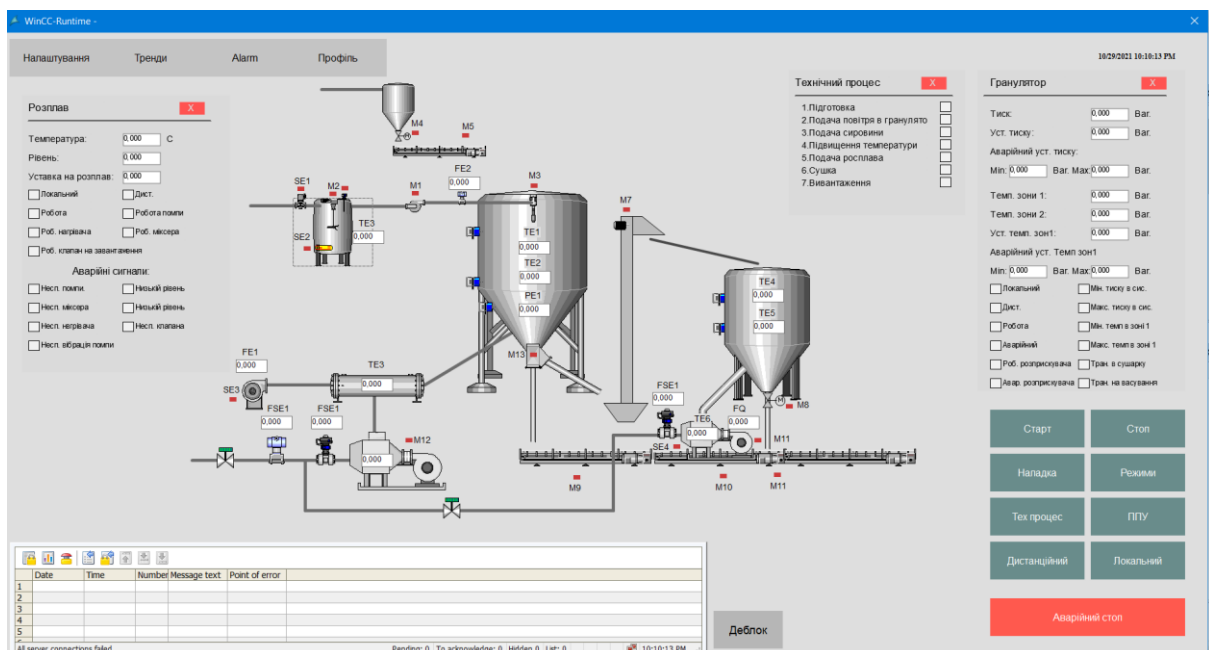 WinCC-Runtime -
Налаштування Тренди Alarm Профіль
10/29/2021 10:10:13 PM
Розплав X
Температура: 0,000 C
Рівень: 0,000
Уставка на розплав: 0,000
Локальний Дист.
Робота Робота помпи
Роб. нагрівача Роб. міксера
Роб. клапан на завантаження
Аварійні сигнали:
Несп. помпи. Низький рівень
Несп. міксера Низький рівень
Несп. негрівача Несп. клапана
Несп. вібрація помпи
M4
M5
SE1
M2
M1
FE2
0,000
M3
SE2
TE3
0,000
TE1
0,000
TE2
0,000
PE1
0,000
M13
M7
TE4
0,000
TE5
0,000
M8
FE1
0,000
TE3
0,000
SE3
FSE1
0,000
FSE1
0,000
M12
0,000
FSE1
0,000
TE6
0,000
FQ
0,000
SE4
M11
M9
M10
M11
Технічний процес X
1.Підготовка
2.Подача повітря в гранулято
3.Подача сировини
4.Підвищення температури
5.Подача росплава
6.Сушка
7.Вивантаження
Гранулятор X
Тиск: 0,000 Bar.
Уст. тиску: 0,000 Bar.
Аварійний уст. тиску:
Min: 0,000 Bar. Max: 0,000 Bar.
Темп. зони 1: 0,000 Bar.
Темп. зони 2: 0,000 Bar.
Уст. темп. зон1: 0,000 Bar.
Аварійний уст. Темп зон1
Min: 0,000 Bar. Max: 0,000 Bar.
Локальний Мін. тиску в сис.
Дист. Макс. тиску в сис.
Робота Мін. темп в зоні 1
Аварійний Макс. темп в зоні 1
Роб. розприскувача Тран. в сушарку
Авар. розприскувача Тран. на васування
Старт Стоп
Нападка Режими
Тех процес ППУ
Дистанційний Локальний
Аварійний стоп
Date Time Number Message text Point of error
1
2
3
4
5
All server connections failed Pending: 0 To acknowledge: 0 Hidden 0 List: 0 10:10:13 PM
Деблок